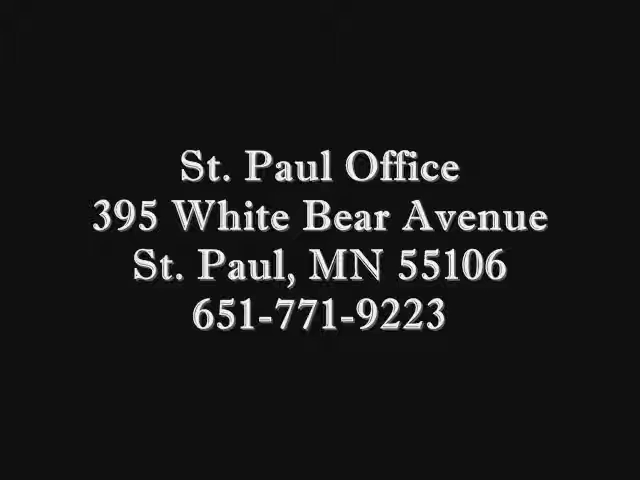 St. Paul Office
395 White Bear Avenue
St. Paul, MN 55106
651-771-9223